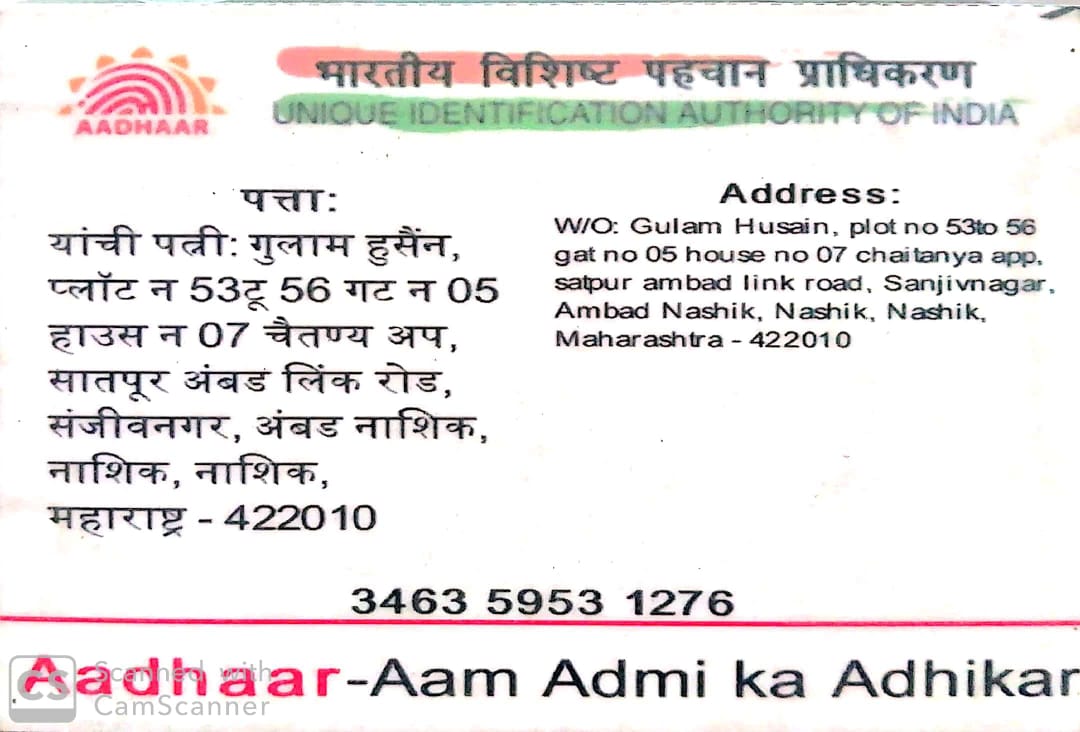 भारतीय विशिष्ट पहचान प्राधिकरण
AADHAAR
UNIQUE IDENTIFICATION AUTHORITY OF INDIA
पत्ता:
यांची पत्नी: गुलाम हुसैंन,
प्लॉट न 53टू 56 गट न 05
हाउस न 07 चैतण्य अप,
सातपूर अंबड लिंक रोड,
संजीवनगर, अंबड नाशिक,
नाशिक, नाशिक,
महाराष्ट्र - 422010
Address:
W/O: Gulam Husain, plot no 53to 56
gat no 05 house no 07 chaitanya app,
satpur ambad link road, Sanjivnagar,
Ambad Nashik, Nashik, Nashik,
Maharashtra - 422010
3463 5953 1276
Aadhaar-Aam Admi ka Adhikar
CS Scanned with
CamScanner